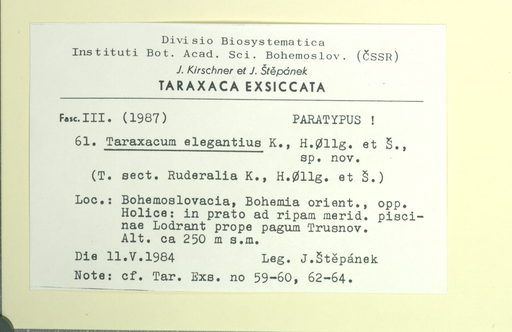 Divisio Biosystematica
Instituti Bot. Acad. Sci. Bohemoslov. (ČSSR)
J. Kirschner et J. Štěpánek
TARAXACA EXSICCATA
Fasc. III. (1987) PARATYPUS !
61. Taraxacum elegantius K., H.Øllg. et Š.,
sp. nov.
(T. sect. Ruderalia K., H.Øllg. et Š.)
Loc.: Bohemoslovacia, Bohemia orient., opp.
Holice: in prato ad ripam merid. pisci-
nae Lodrant prope pagum Trusnov.
Alt. ca 250 m s.m.
Die 11.V.1984 Leg. J.Štěpánek
Note: cf. Tar. Exs. no 59-60, 62-64.